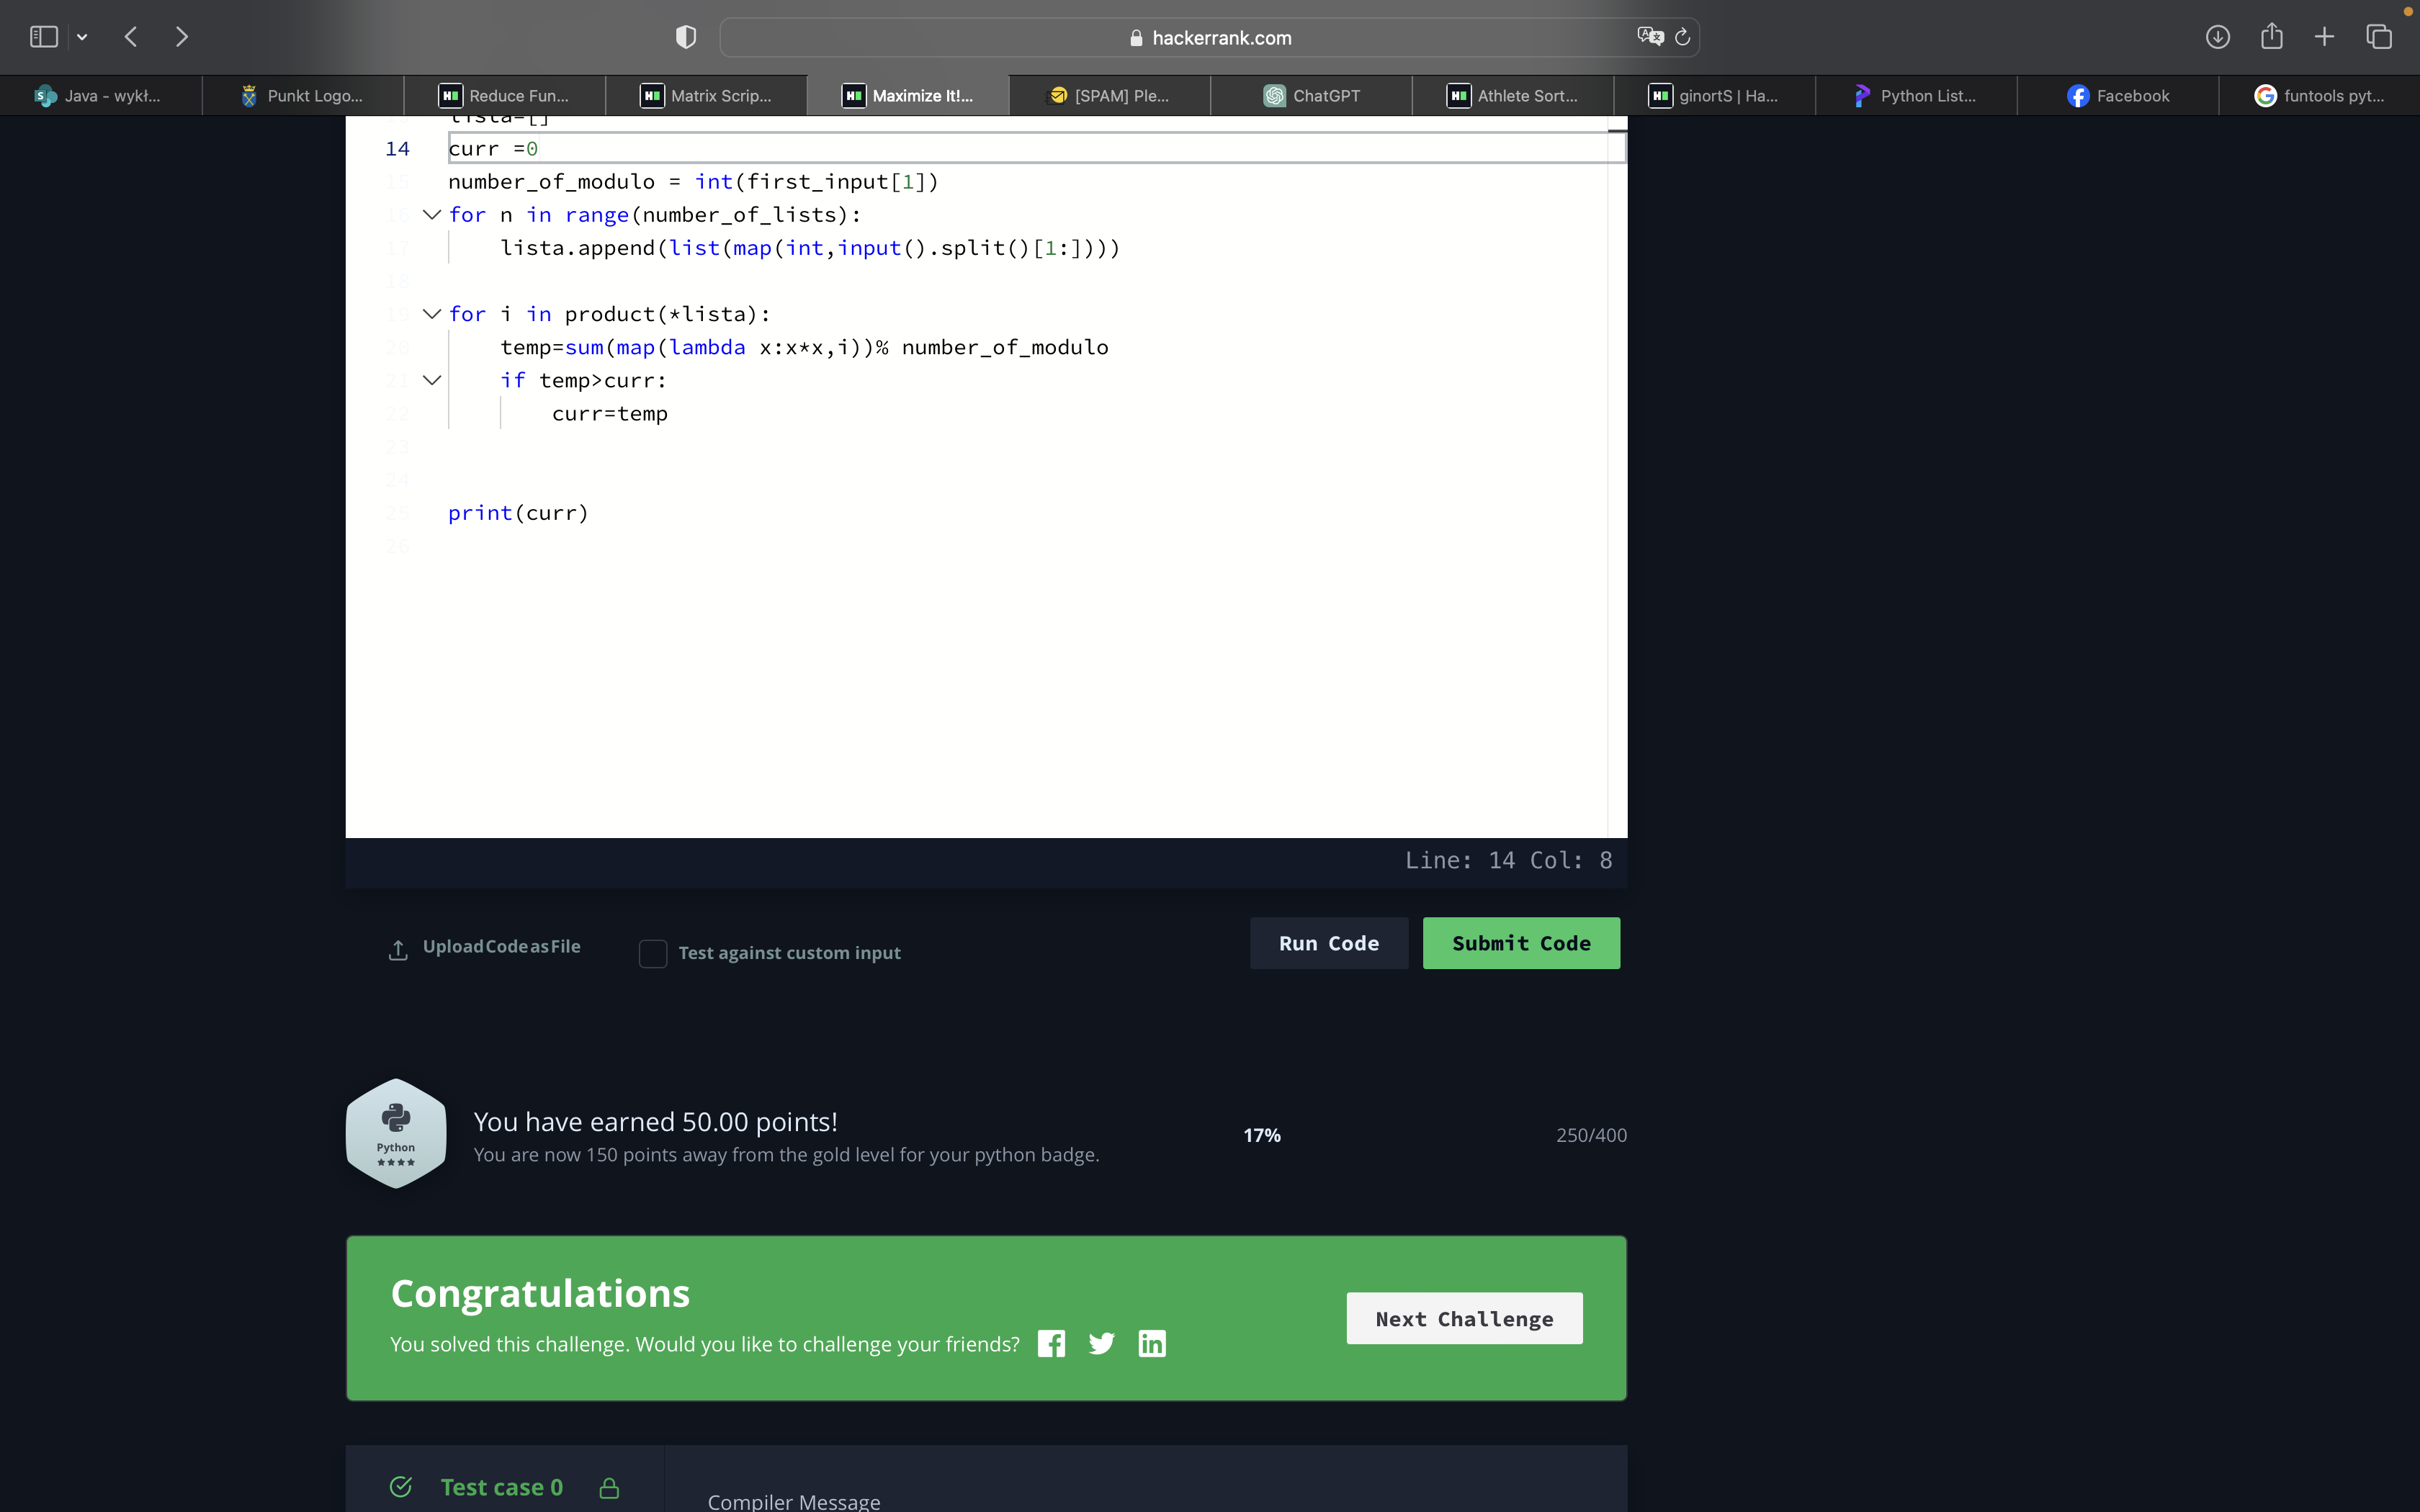 hackerrank.com
Java - wykł...
Punkt Logo...
Reduce Fun...
Matrix Scrip...
Maximize It!...
[SPAM] Ple...
ChatGPT
Athlete Sort...
ginortS | Ha...
Python List...
Facebook
funtools pyt...
lista=[]
14 curr =0
15 number_of_modulo = int(first_input[1])
16 for n in range(number_of_lists):
17 lista.append(list(map(int,input().split()[1:])))
18
19 for i in product(*lista):
20 temp=sum(map(lambda x:x*x,i))% number_of_modulo
21 if temp>curr:
22 curr=temp
23
24
25 print(curr)
26
Line: 14 Col: 8
Upload Code as File
Test against custom input
Run Code
Submit Code
Python
You have earned 50.00 points!
You are now 150 points away from the gold level for your python badge.
17%
250/400
Congratulations
You solved this challenge. Would you like to challenge your friends?
Next Challenge
Test case 0
Compiler Message